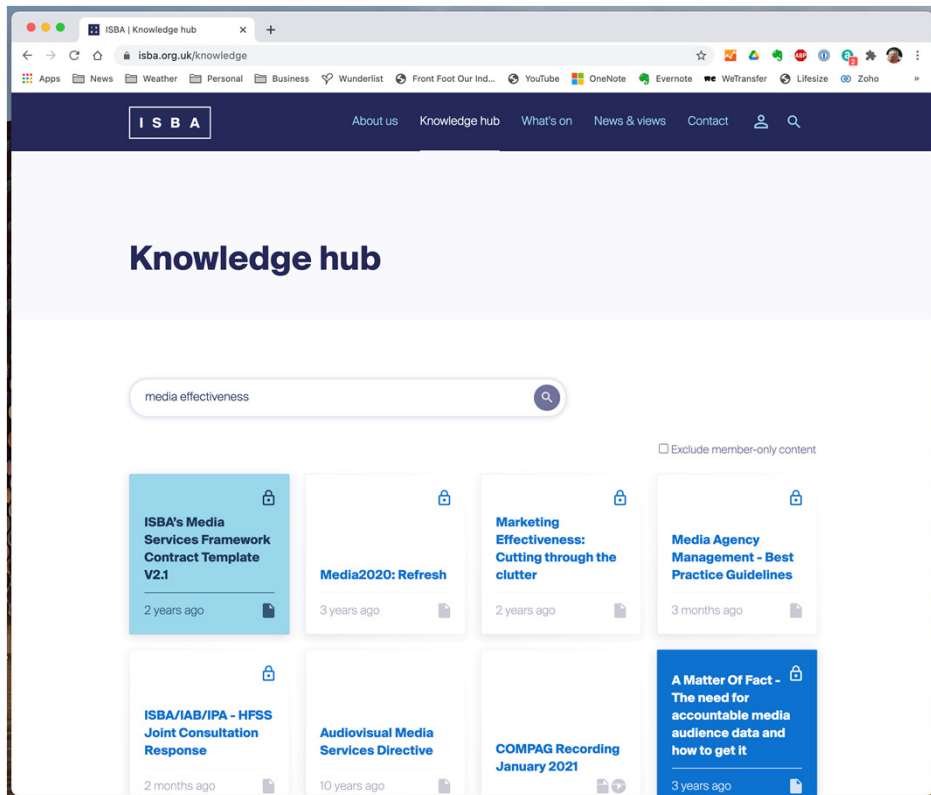 ISBA | Knowledge hub
isba.org.uk/knowledge
ABP
2
Apps News Weather Personal Business Wunderlist Front Foot Our Ind... YouTube OneNote Evernote we WeTransfer Lifesize Zoho »
ISBA
About us Knowledge hub What's on News & views Contact
Knowledge hub
media effectiveness
Exclude member-only content
ISBA's Media
Services Framework
Contract Template
V2.1
2 years ago
Media2020: Refresh
3 years ago
Marketing
Effectiveness:
Cutting through the
clutter
2 years ago
Media Agency
Management - Best
Practice Guidelines
3 months ago
ISBA/IAB/IPA - HFSS
Joint Consultation
Response
2 months ago
Audiovisual Media
Services Directive
10 years ago
COMPAG Recording
January 2021
A Matter Of Fact -
The need for
accountable media
audience data and
how to get it
3 years ago